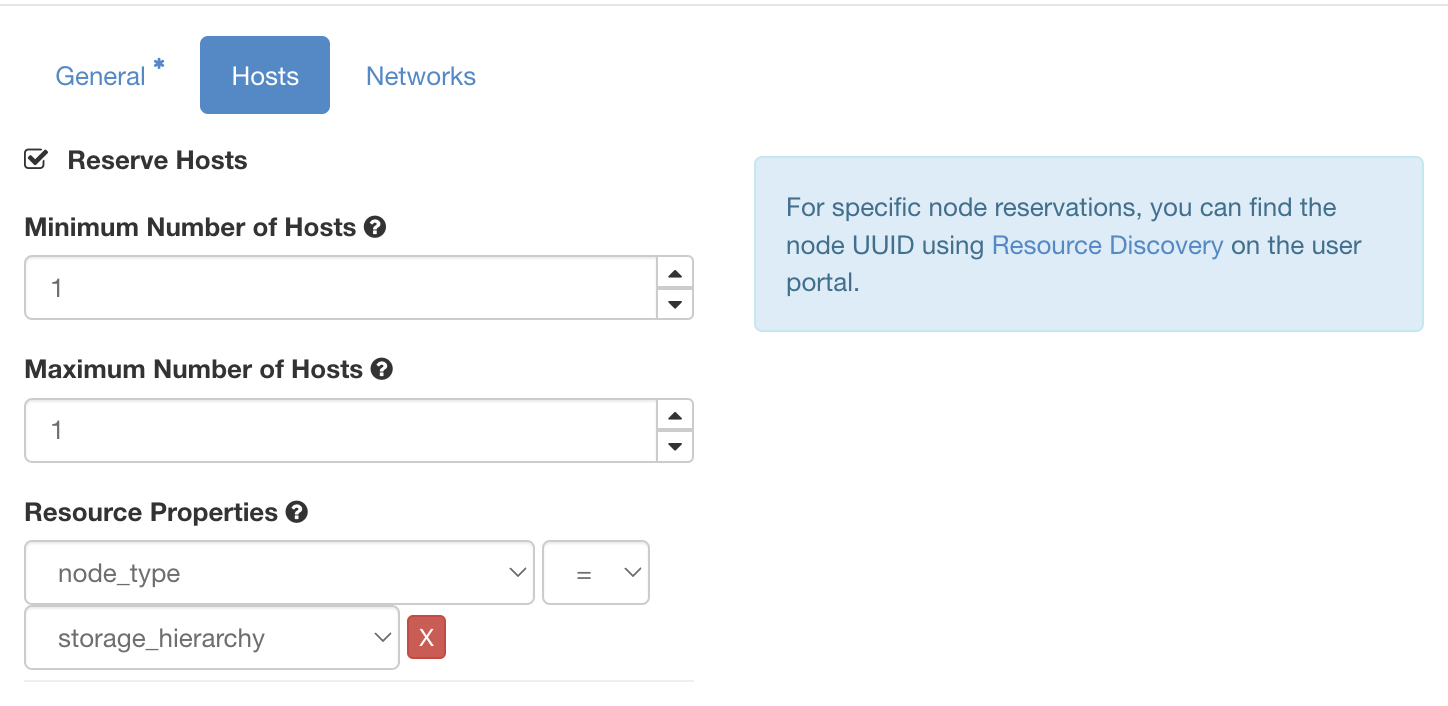 General *
Hosts
Networks
Reserve Hosts
Minimum Number of Hosts ?
1
Maximum Number of Hosts ?
1
Resource Properties ?
node_type
=
storage_hierarchy
X
For specific node reservations, you can find the
node UUID using Resource Discovery on the user
portal.